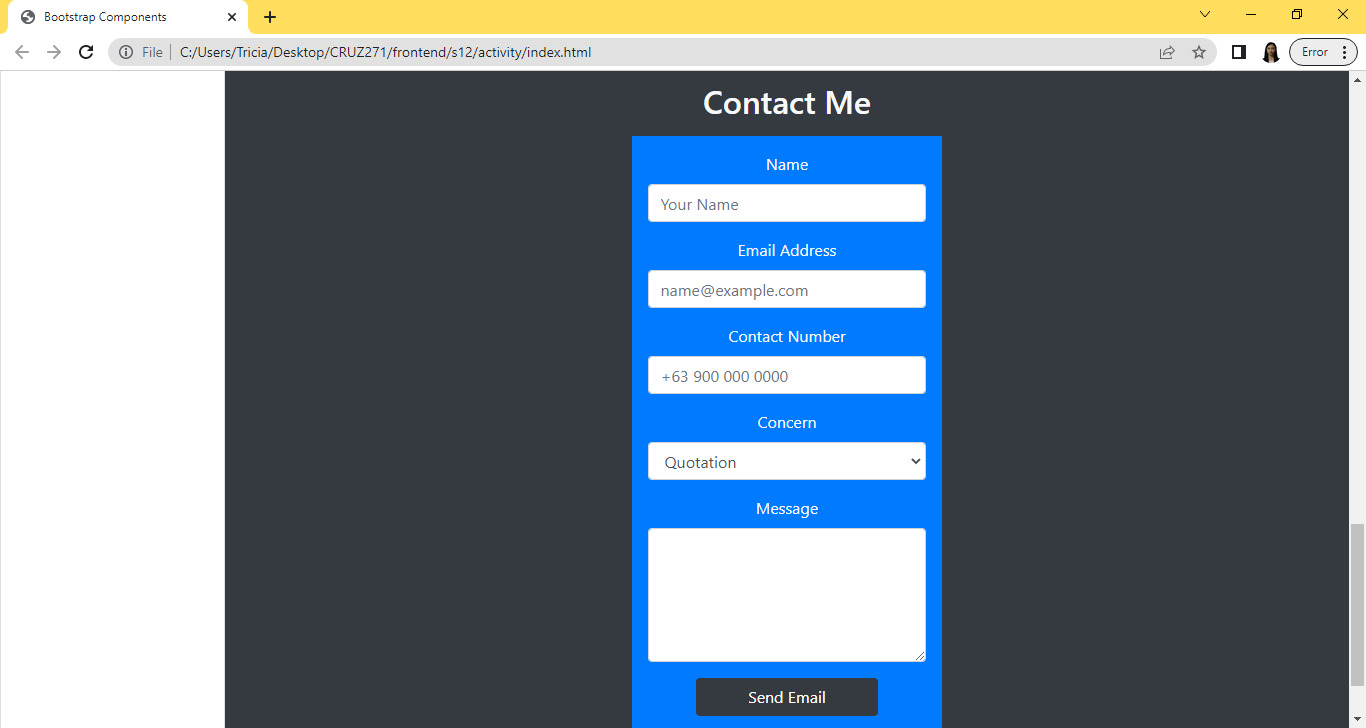 Bootstrap Components
File
C:/Users/Tricia/Desktop/CRUZ271/frontend/s12/activity/index.html
Error
Contact Me
Name
Your Name
Email Address
name@example.com
Contact Number
+63 900 000 0000
Concern
Quotation
Message
Send Email